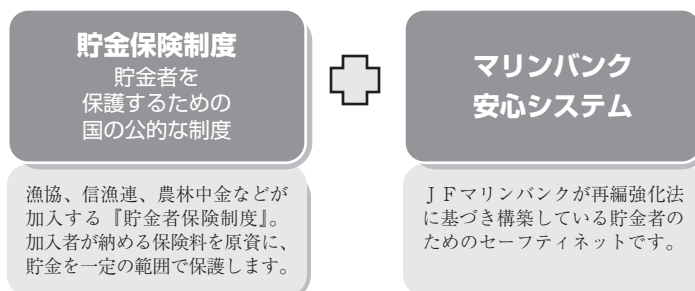 貯金保険制度
貯金者を
保護するための
国の公的な制度
漁協、信漁連、農林中金などが
加入する『貯金者保険制度』。
加入者が納める保険料を原資に、
貯金を一定の範囲で保護します。
マリンバンク
安心システム
ＪＦマリンバンクが再編強化法
に基づき構築している貯金者の
ためのセーフティネットです。